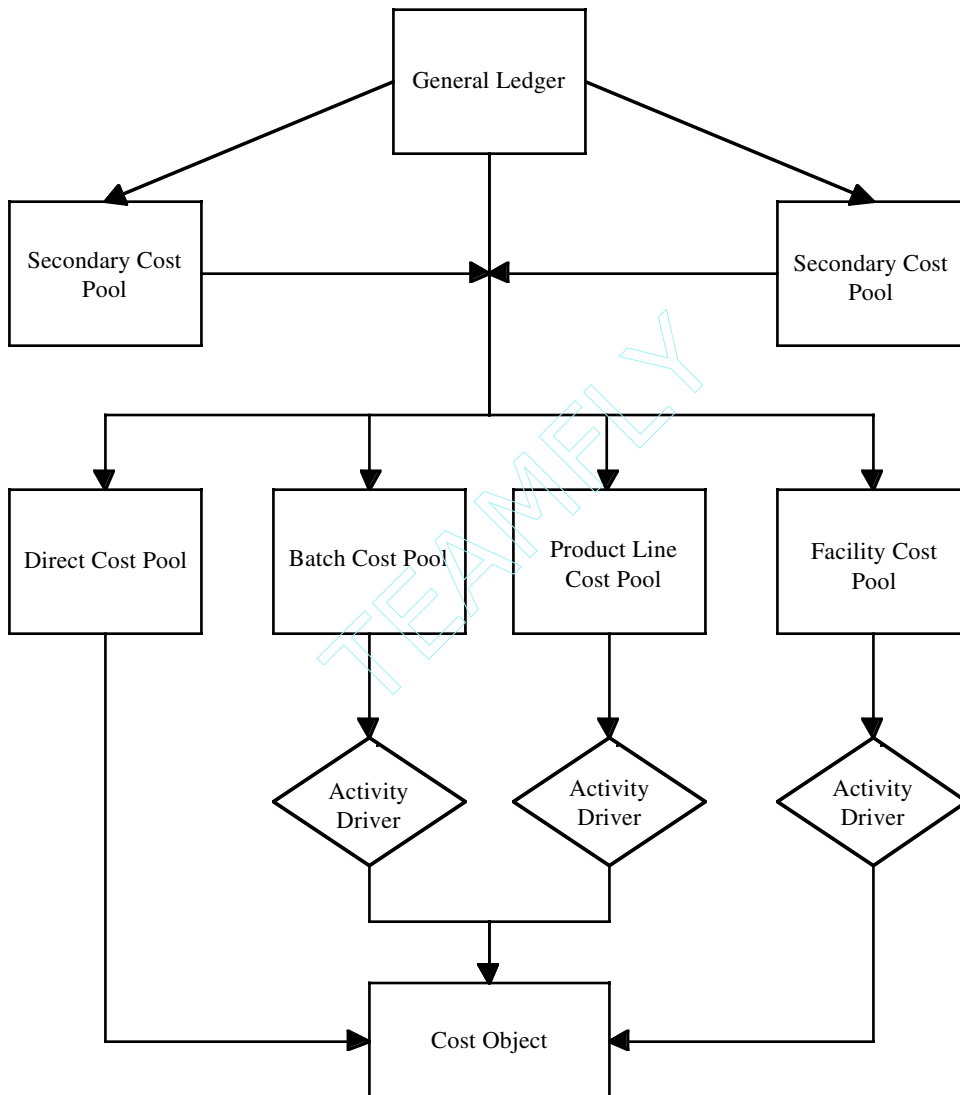 General Ledger
Secondary Cost
Pool
Secondary Cost
Pool
Direct Cost Pool
Batch Cost Pool
Product Line
Cost Pool
Facility Cost
Pool
TEAMFLY
Activity
Driver
Activity
Driver
Activity
Driver
Cost Object